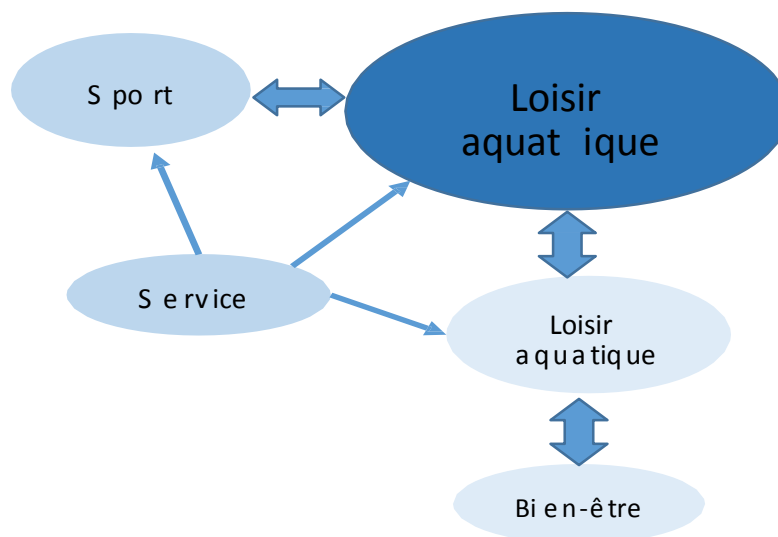 Sport
Loisir
aquatique
Service
Loisir
aquatique
Bien-être